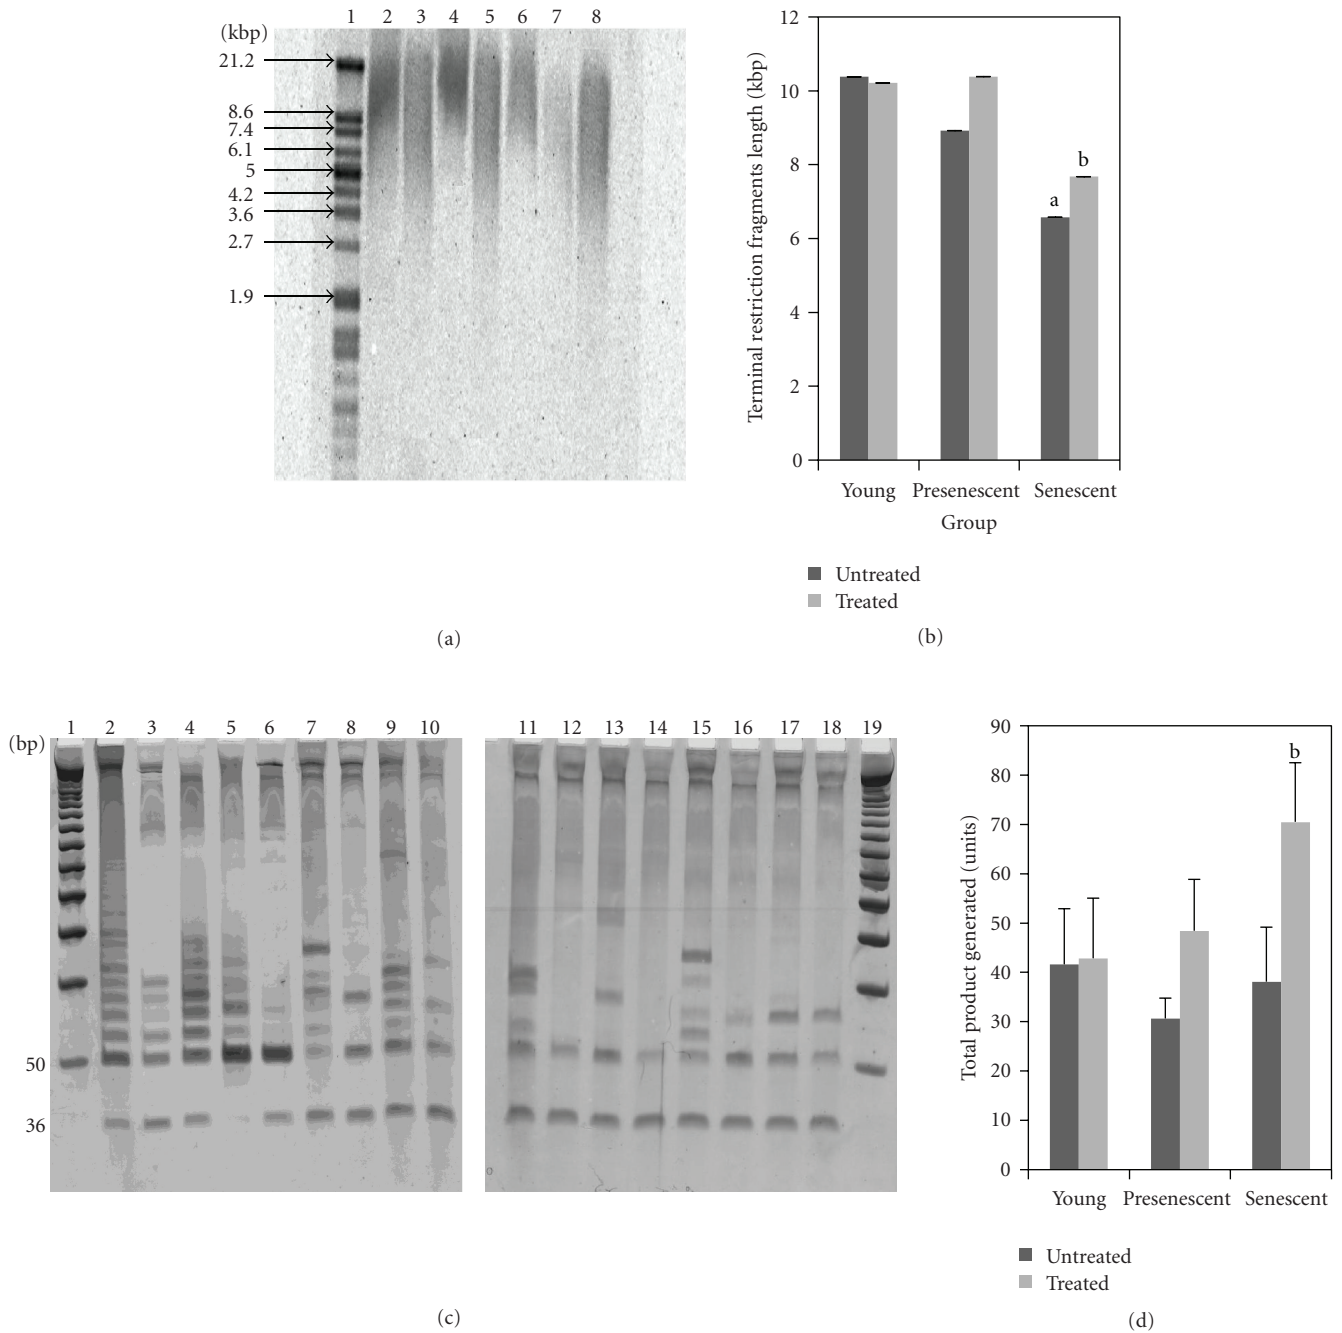 1 2 3 4 5 6 7 8
(kbp)
21.2
8.6
7.4
6.1
5
4.2
3.6
2.7
1.9
(a)
12
10
8
6
4
2
0
Terminal restriction fragments length (kbp)
a
b
Young Presenescent Senescent
Group
Untreated
Treated
(b)
1 2 3 4 5 6 7 8 9 10 11 12 13 14 15 16 17 18 19
(bp)
50
36
(c)
90
80
70
60
50
40
30
20
10
0
Total product generated (units)
b
Young Presenescent Senescent
Untreated
Treated
(d)